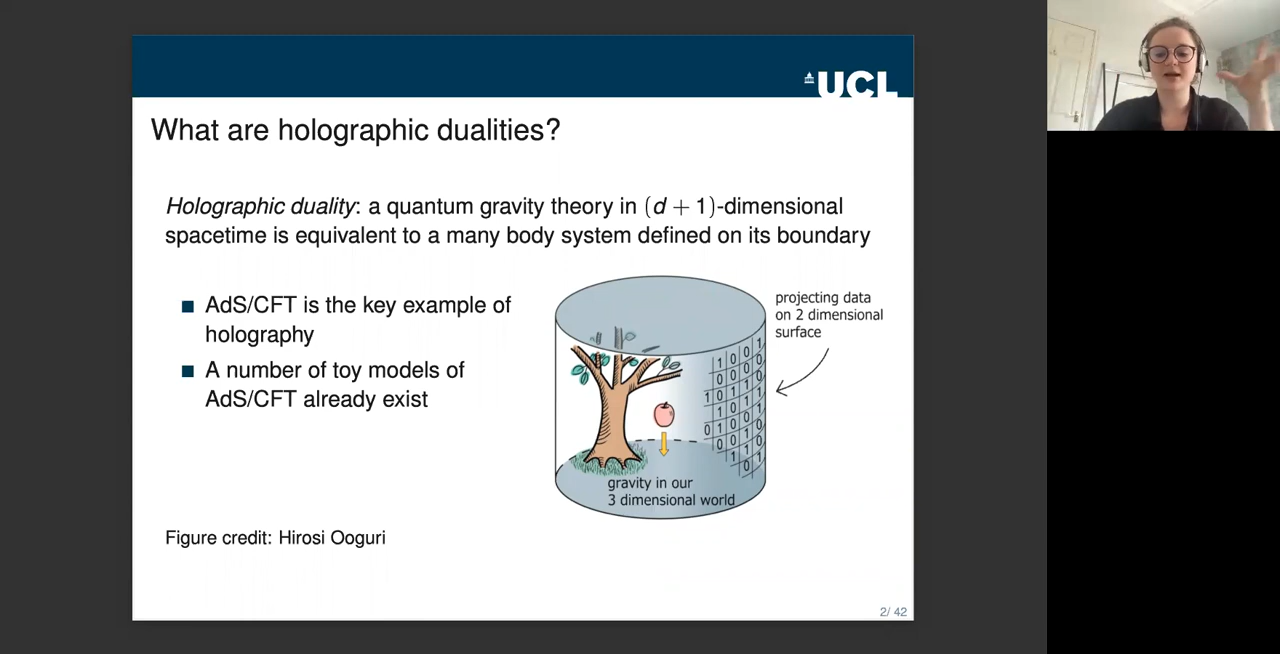 UCL
What are holographic dualities?
Holographic duality: a quantum gravity theory in (d + 1)-dimensional
spacetime is equivalent to a many body system defined on its boundary
■ AdS/CFT is the key example of
holography
■ A number of toy models of
AdS/CFT already exist
projecting data
on 2 dimensional
surface
gravity in our
3 dimensional world
Figure credit: Hirosi Ooguri
2/ 42